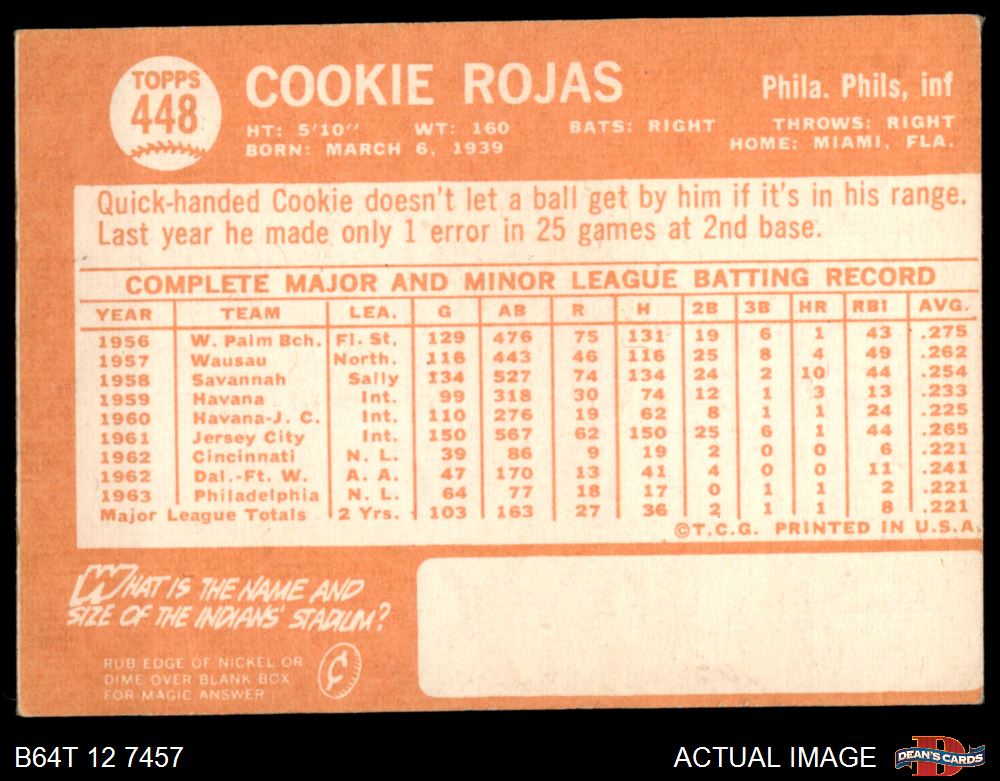 TOPPS
448
COOKIE ROJAS
Phila. Phils, inf
HT: 5'10" WT: 160 BATS: RIGHT THROWS: RIGHT
BORN: MARCH 6, 1939 HOME: MIAMI, FLA.
Quick-handed Cookie doesn't let a ball get by him if it's in his range.
Last year he made only 1 error in 25 games at 2nd base.
COMPLETE MAJOR AND MINOR LEAGUE BATTING RECORD
YEAR TEAM LEA. G AB R H 2B 3B HR RBI AVG.
1956 W. Palm Bch. Fl. St. 129 476 75 131 19 6 1 43 .275
1957 Wausau North. 116 443 46 116 25 8 4 49 .262
1958 Savannah Sally 134 527 74 134 24 2 10 44 .254
1959 Havana Int. 99 318 30 74 12 1 3 13 .233
1960 Havana-J. C. Int. 110 276 19 62 8 1 1 24 .225
1961 Jersey City Int. 150 567 62 150 25 6 1 44 .265
1962 Cincinnati N. L. 39 86 9 19 2 0 0 6 .221
1962 Dal.-Ft. W. A. A. 47 170 13 41 4 0 0 11 .241
1963 Philadelphia N. L. 64 77 18 17 0 1 1 2 .221
Major League Totals 2 Yrs. 103 163 27 36 2 1 1 8 .221
©T.C.G. PRINTED IN U.S.A.
WHAT IS THE NAME AND
SIZE OF THE INDIANS' STADIUM?
RUB EDGE OF NICKEL OR
DIME OVER BLANK BOX
FOR MAGIC ANSWER
B64T 12 7457
ACTUAL IMAGE
D
DEAN'S CARDS